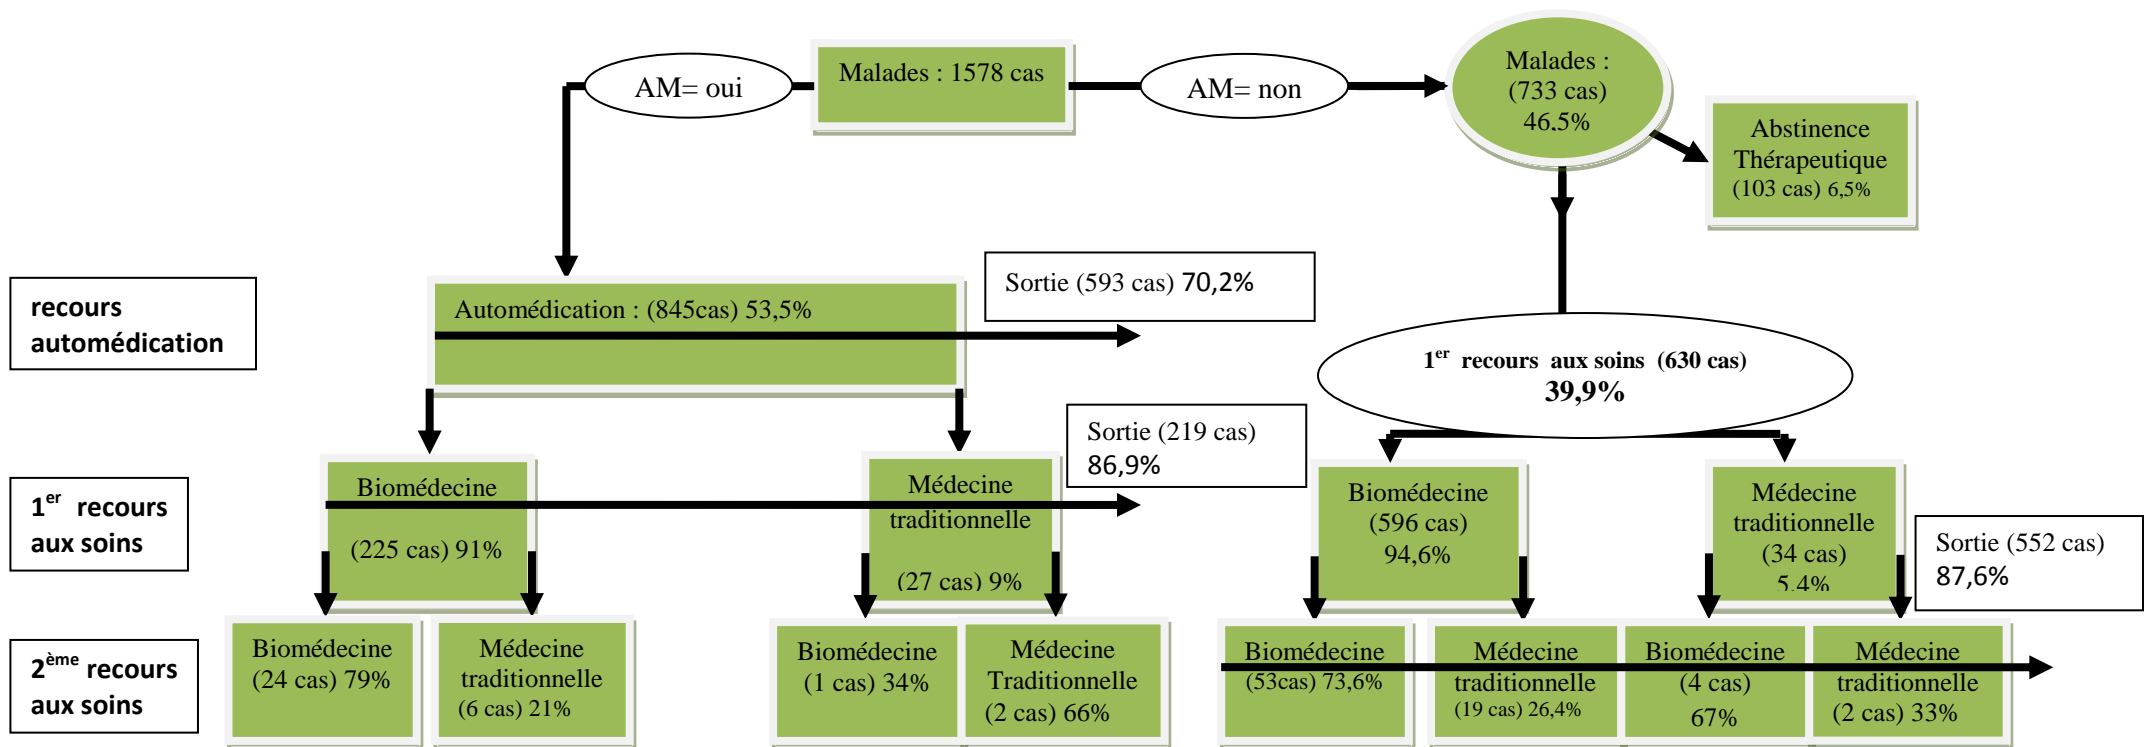 AM= oui
Malades : 1578 cas
AM= non
Malades :
(733 cas)
46,5%
Abstinence
Thérapeutique
(103 cas) 6,5%
recours
automédication
Automédication : (845cas) 53,5%
Sortie (593 cas) 70,2%
1er recours aux soins (630 cas)
39,9%
1er recours
aux soins
Biomédecine
(225 cas) 91%
Médecine
traditionnelle
(27 cas) 9%
Sortie (219 cas)
86,9%
Biomédecine
(596 cas)
94,6%
Médecine
traditionnelle
(34 cas)
5,4%
Sortie (552 cas)
87,6%
2ème recours
aux soins
Biomédecine
(24 cas) 79%
Médecine
traditionnelle
(6 cas) 21%
Biomédecine
(1 cas) 34%
Médecine
Traditionnelle
(2 cas) 66%
Biomédecine
(53cas) 73,6%
Médecine
traditionnelle
(19 cas) 26,4%
Biomédecine
(4 cas)
67%
Médecine
traditionnelle
(2 cas) 33%